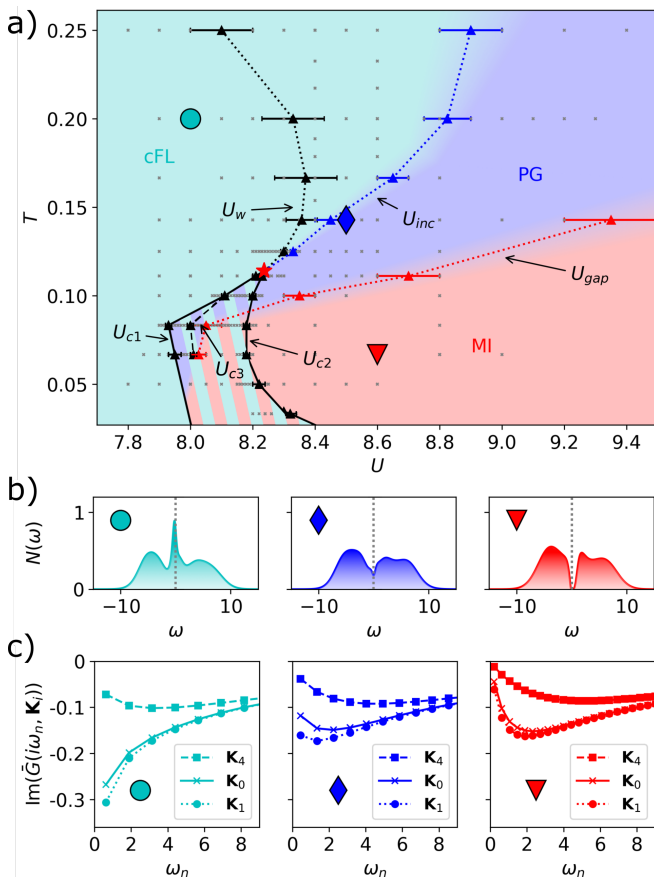 a)
0.25
0.20
0.15
0.10
0.05
T
cFL
PG
MI
U_w
U_inc
U_gap
U_c1
U_c3
U_c2
7.8 8.0 8.2 8.4 8.6 8.8 9.0 9.2 9.4
U
b)
N(ω)
1
0
−10 0 10
ω
−10 0 10
ω
−10 0 10
ω
c)
Im(Ḡ(iω_n, K_i))
0
-0.1
-0.2
-0.3
K_4
K_0
K_1
K_4
K_0
K_1
K_4
K_0
K_1
0 2 4 6 8
ω_n
0 2 4 6 8
ω_n
0 2 4 6 8
ω_n